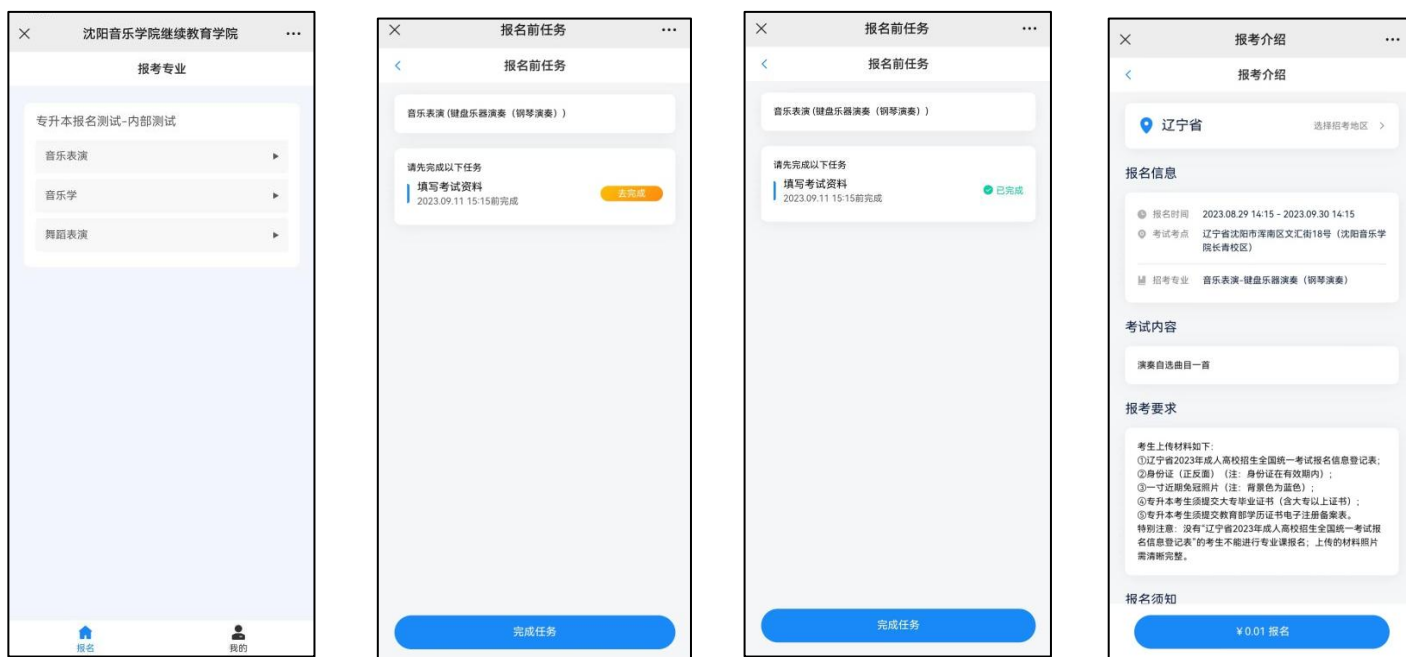 沈阳音乐学院继续教育学院
报考专业
专升本报名测试-内部测试
音乐表演
音乐学
舞蹈表演
报名
我的
报名前任务
报名前任务
音乐表演 (键盘乐器演奏（钢琴演奏）)
请先完成以下任务
填写考试资料
2023.09.11 15:15前完成
去完成
完成任务
报名前任务
报名前任务
音乐表演 (键盘乐器演奏（钢琴演奏）)
请先完成以下任务
填写考试资料
2023.09.11 15:15前完成
已完成
完成任务
报考介绍
报考介绍
辽宁省
选择招考地区
报名信息
报名时间 2023.08.29 14:15 - 2023.09.30 14:15
考试考点 辽宁省沈阳市浑南区文汇街18号（沈阳音乐学
院长青校区）
招考专业 音乐表演-键盘乐器演奏（钢琴演奏）
考试内容
演奏自选曲目一首
报考要求
考生上传材料如下:
①辽宁省2023年成人高校招生全国统一考试报名信息登记表;
②身份证（正反面）（注：身份证在有效期内）;
③一寸近期免冠照片（注：背景色为蓝色）;
④专升本考生须提交大专毕业证书（含大专以上证书）;
⑤专升本考生须提交教育部学历证书电子注册备案表。
特别注意：没有“辽宁省2023年成人高校招生全国统一考试报
名信息登记表”的考生不能进行专业课报名；上传的材料照片
需清晰完整。
报名须知
¥0.01 报名